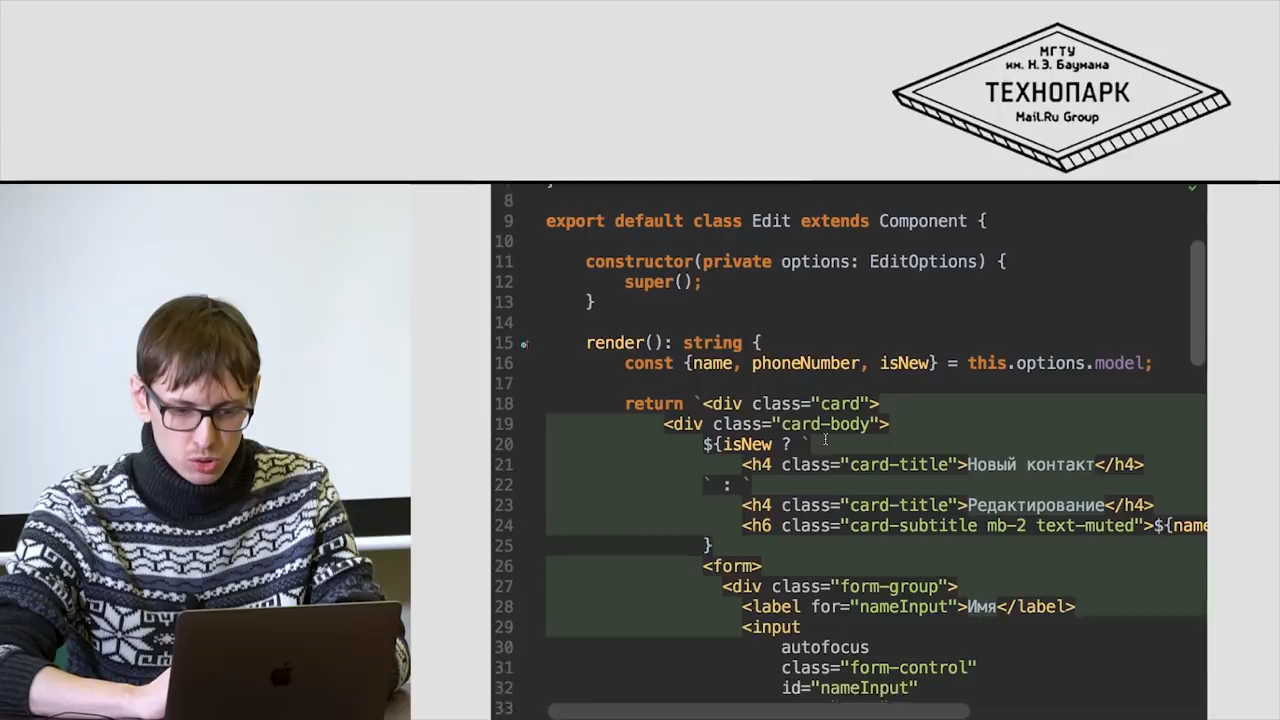 МГТУ
им. Н.Э. Баумана
ТЕХНОПАРК
Mail.Ru Group
8
9 export default class Edit extends Component {
10
11 constructor(private options: EditOptions) {
12 super();
13 }
14
15 render(): string {
16 const {name, phoneNumber, isNew} = this.options.model;
17
18 return `<div class="card">
19 <div class="card-body">
20 ${isNew ? `
21 <h4 class="card-title">Новый контакт</h4>
22 ` : `
23 <h4 class="card-title">Редактирование</h4>
24 <h6 class="card-subtitle mb-2 text-muted">${name
25 }
26 <form>
27 <div class="form-group">
28 <label for="nameInput">Имя</label>
29 <input
30 autofocus
31 class="form-control"
32 id="nameInput"
33